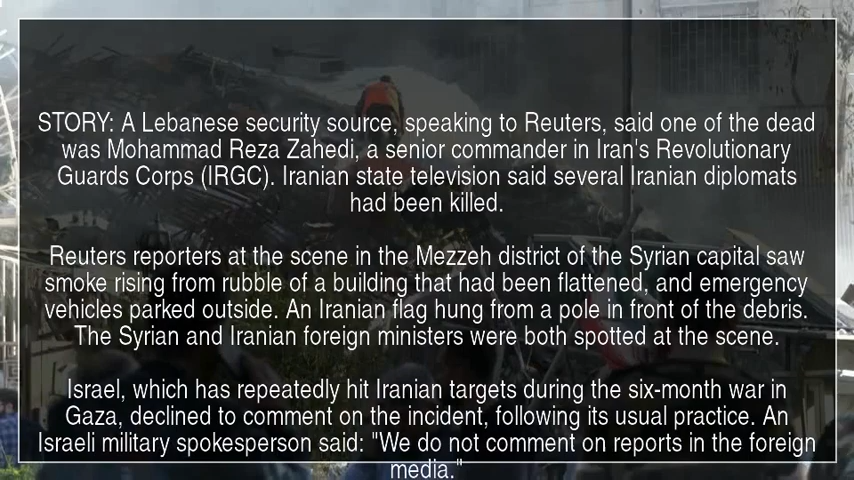 STORY: A Lebanese security source, speaking to Reuters, said one of the dead
was Mohammad Reza Zahedi, a senior commander in Iran's Revolutionary
Guards Corps (IRGC). Iranian state television said several Iranian diplomats
had been killed.
Reuters reporters at the scene in the Mezzeh district of the Syrian capital saw
smoke rising from rubble of a building that had been flattened, and emergency
vehicles parked outside. An Iranian flag hung from a pole in front of the debris.
The Syrian and Iranian foreign ministers were both spotted at the scene.
Israel, which has repeatedly hit Iranian targets during the six-month war in
Gaza, declined to comment on the incident, following its usual practice. An
Israeli military spokesperson said: "We do not comment on reports in the foreign
media."